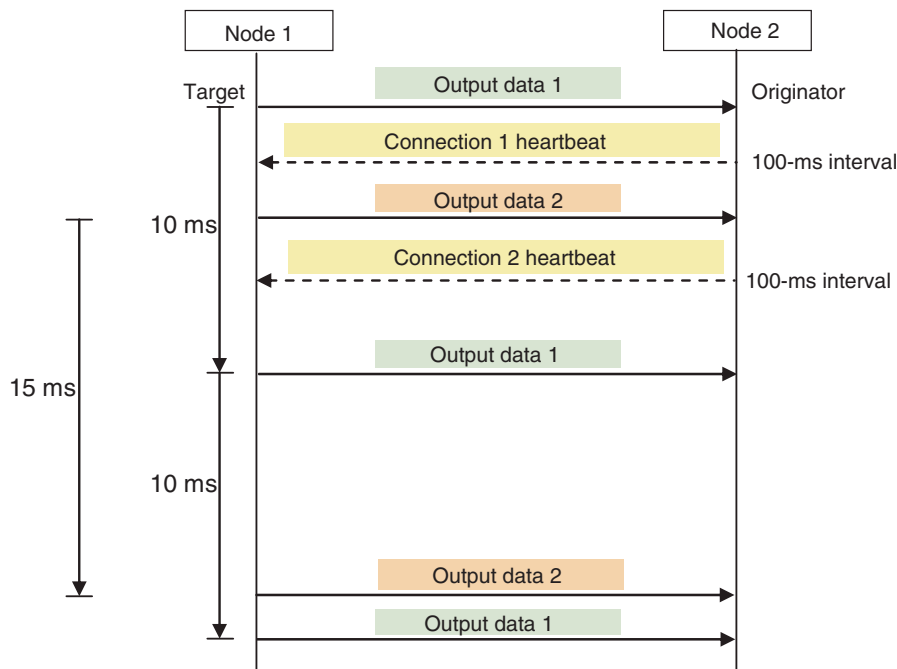 Node 1
Node 2
Target
Output data 1
Originator
Connection 1 heartbeat
100-ms interval
Output data 2
10 ms
Connection 2 heartbeat
100-ms interval
Output data 1
15 ms
10 ms
Output data 2
Output data 1